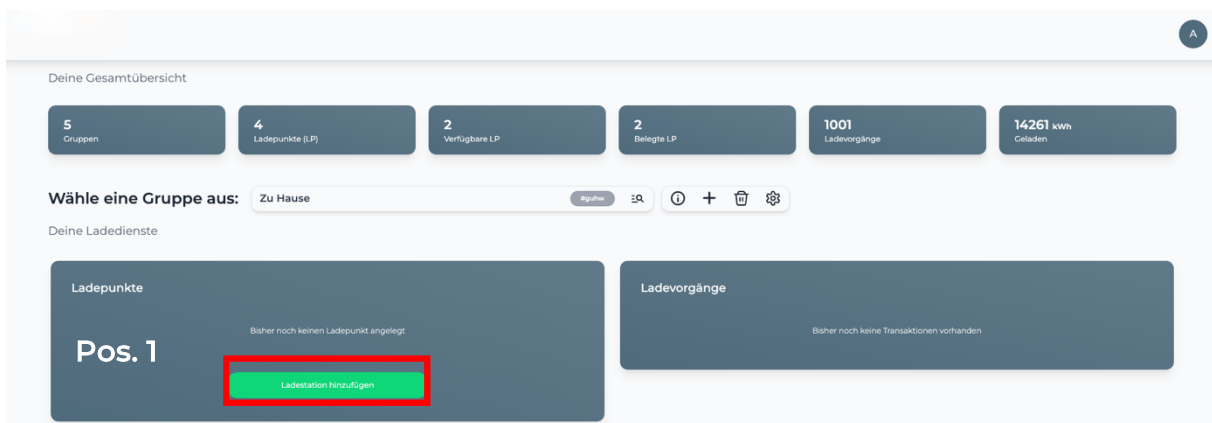 A
Deine Gesamtübersicht
5
Gruppen
4
Ladepunkte (LP)
2
Verfügbare LP
2
Belegte LP
1001
Ladevorgänge
14261 kWh
Geladen
Wähle eine Gruppe aus: Zu Hause #guhw
Deine Ladedienste
Ladepunkte
Bisher noch keinen Ladepunkt angelegt
Pos. 1
Ladestation hinzufügen
Ladevorgänge
Bisher noch keine Transaktionen vorhanden